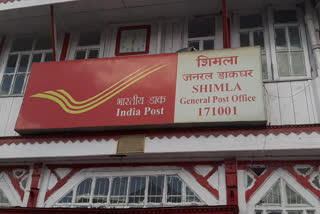 भारतीय डाक
India Post
शिमला
जनरल डाकघर
SHIMLA
General Post Office
171001